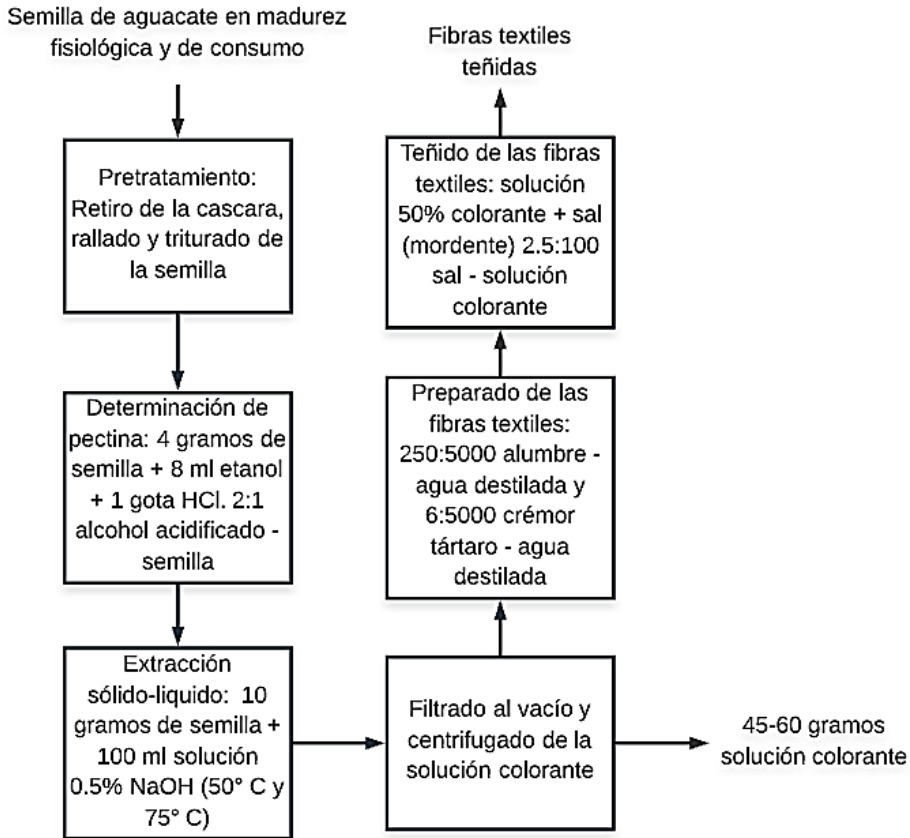 Semilla de aguacate en madurez
fisiológica y de consumo
Pretratamiento:
Retiro de la cascara,
rallado y triturado de
la semilla
Determinación de
pectina: 4 gramos de
semilla + 8 ml etanol
+ 1 gota HCl. 2:1
alcohol acidificado -
semilla
Extracción
sólido-liquido: 10
gramos de semilla +
100 ml solución
0.5% NaOH (50° C y
75° C)
Filtrado al vacío y
centrifugado de la
solución colorante
45-60 gramos
solución colorante
Preparado de las
fibras textiles:
250:5000 alumbre -
agua destilada y
6:5000 crémor
tártaro - agua
destilada
Teñido de las fibras
textiles: solución
50% colorante + sal
(mordente) 2.5:100
sal - solución
colorante
Fibras textiles
teñidas